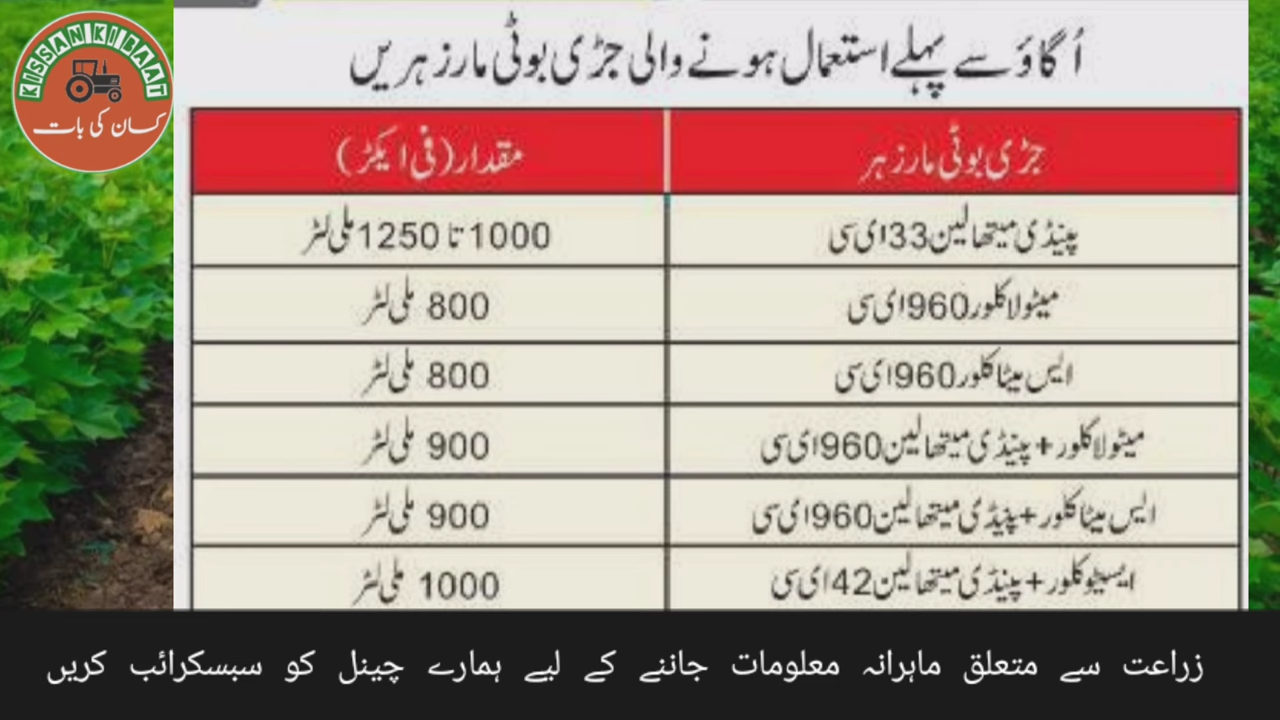 KISSAN KI BAAT
کسان کی بات
اُگاؤ سے پہلے استعمال ہونے والی جڑی بوٹی مار زہریں
جڑی بوٹی مار زہر مقدار (فی ایکڑ)
پینڈی میتھالین 33 ای سی 1000 تا 1250 ملی لٹر
میٹولاکلور 960 ای سی 800 ملی لٹر
ایس میٹاکلور 960 ای سی 800 ملی لٹر
میٹولاکلور + پینڈی میتھالین 960 ای سی 900 ملی لٹر
ایس میٹاکلور + پینڈی میتھالین 960 ای سی 900 ملی لٹر
ایسیٹوکلور + پینڈی میتھالین 42 ای سی 1000 ملی لٹر
زراعت سے متعلق ماہرانہ معلومات جاننے کے لیے ہمارے چینل کو سبسکرائب کریں